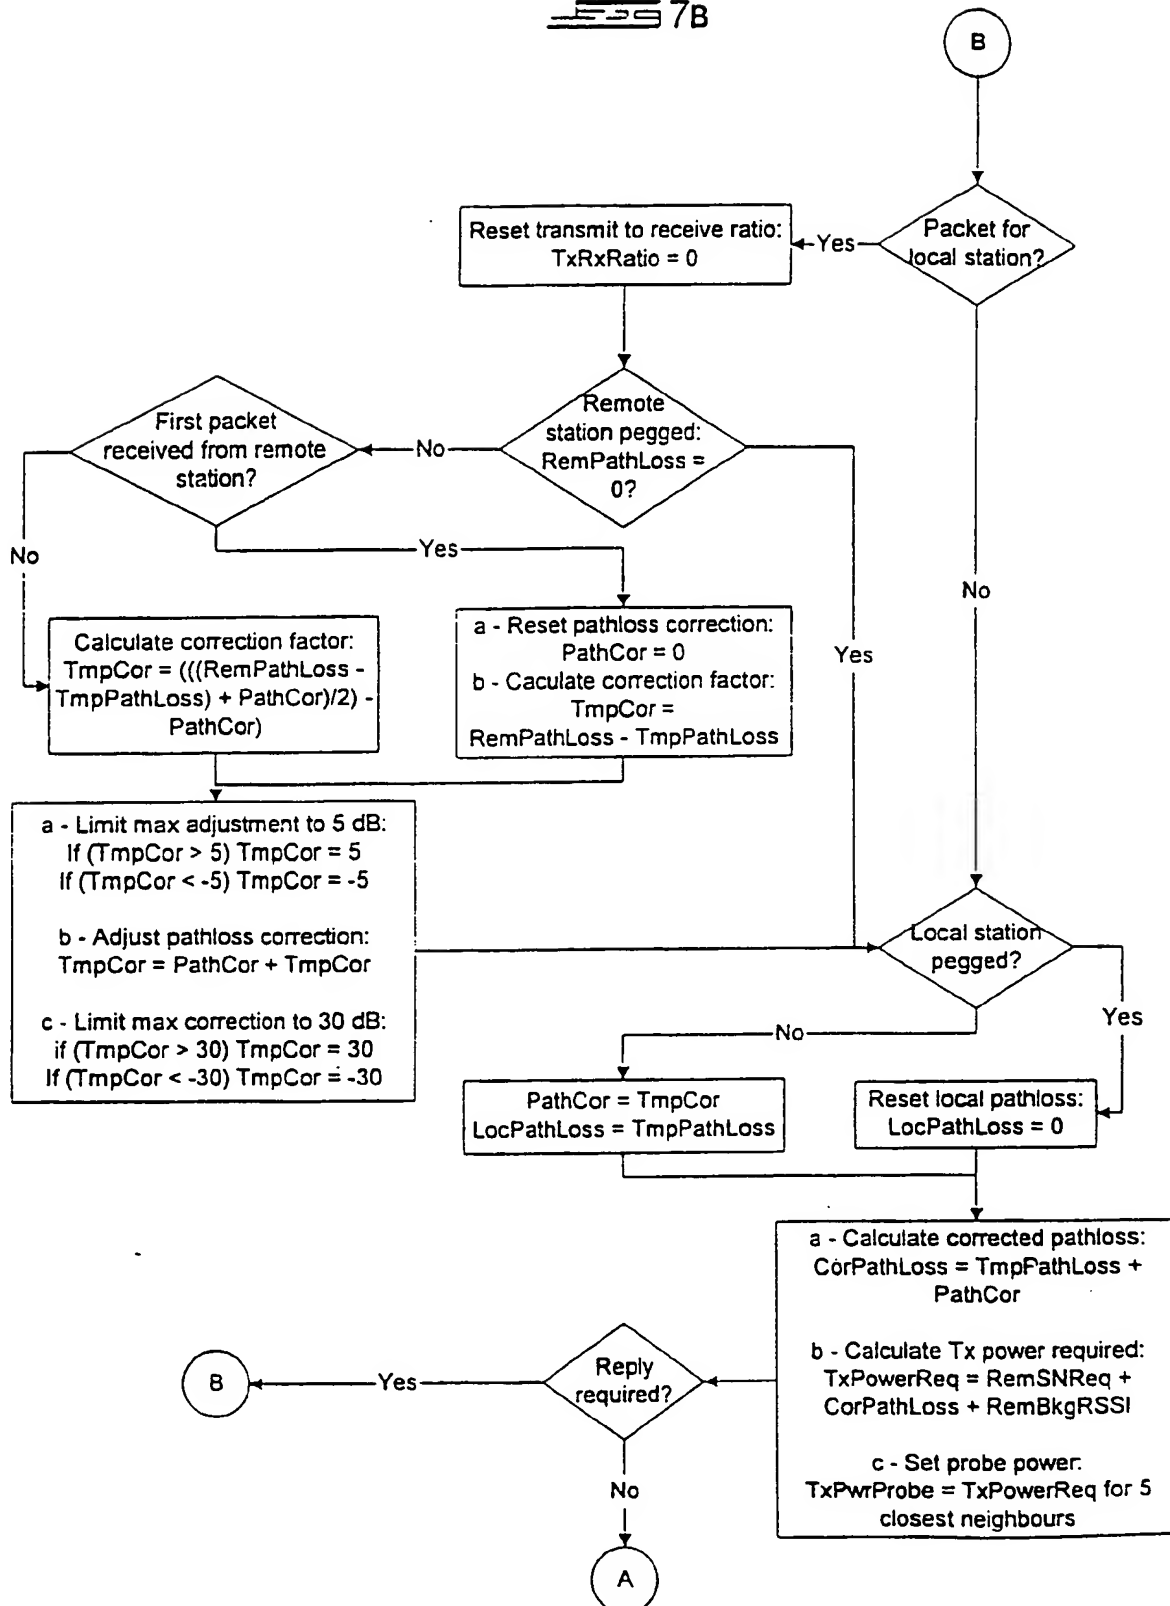 7B
B
Packet for
local station?
Yes
Reset transmit to receive ratio:
TxRxRatio = 0
Remote
station pegged:
RemPathLoss =
0?
No
First packet
received from remote
station?
No
Yes
Yes
No
Calculate correction factor:
TmpCor = (((RemPathLoss -
TmpPathLoss) + PathCor)/2) -
PathCor)
a - Reset pathloss correction:
PathCor = 0
b - Caculate correction factor:
TmpCor =
RemPathLoss - TmpPathLoss
a - Limit max adjustment to 5 dB:
If (TmpCor > 5) TmpCor = 5
If (TmpCor < -5) TmpCor = -5
b - Adjust pathloss correction:
TmpCor = PathCor + TmpCor
c - Limit max correction to 30 dB:
if (TmpCor > 30) TmpCor = 30
If (TmpCor < -30) TmpCor = -30
Local station
pegged?
No
Yes
PathCor = TmpCor
LocPathLoss = TmpPathLoss
Reset local pathloss:
LocPathLoss = 0
a - Calculate corrected pathloss:
CorPathLoss = TmpPathLoss +
PathCor
b - Calculate Tx power required:
TxPowerReq = RemSNReq +
CorPathLoss + RemBkgRSSI
c - Set probe power:
TxPwrProbe = TxPowerReq for 5
closest neighbours
Reply
required?
Yes
B
No
A